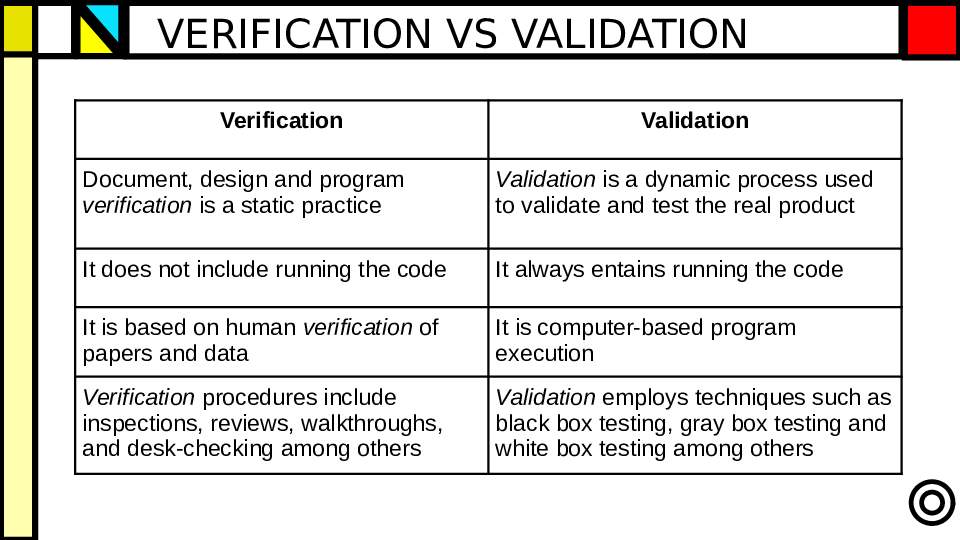 VERIFICATION VS VALIDATION
Verification
Validation
Document, design and program
verification is a static practice
Validation is a dynamic process used
to validate and test the real product
It does not include running the code
It always entains running the code
It is based on human verification of
papers and data
It is computer-based program
execution
Verification procedures include
inspections, reviews, walkthroughs,
and desk-checking among others
Validation employs techniques such as
black box testing, gray box testing and
white box testing among others